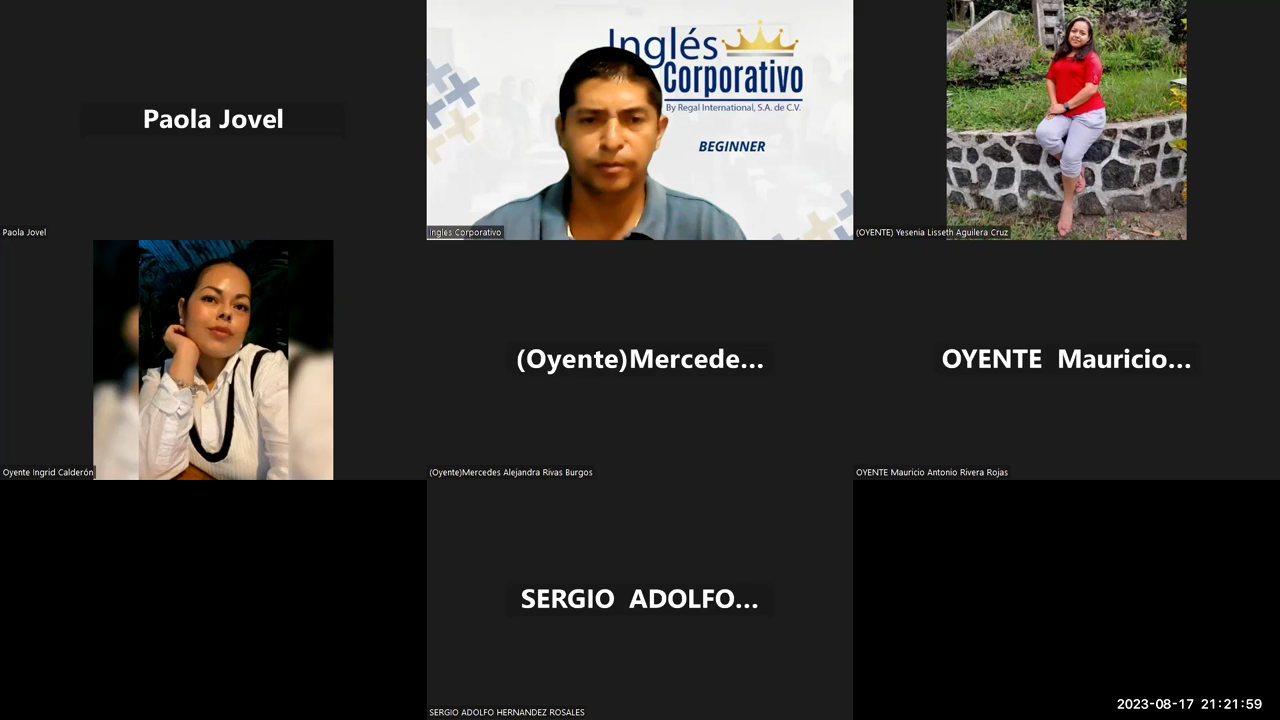 Paola Jovel
Paola Jovel
Inglés
Corporativo
By Regal International, S.A. de C.V.
BEGINNER
Ingles Corporativo
(OYENTE) Yesenia Lisseth Aguilera Cruz
Oyente Ingrid Calderón
(Oyente)Mercede...
(Oyente)Mercedes Alejandra Rivas Burgos
OYENTE Mauricio...
OYENTE Mauricio Antonio Rivera Rojas
SERGIO ADOLFO...
SERGIO ADOLFO HERNANDEZ ROSALES
2023-08-17 21:21:59